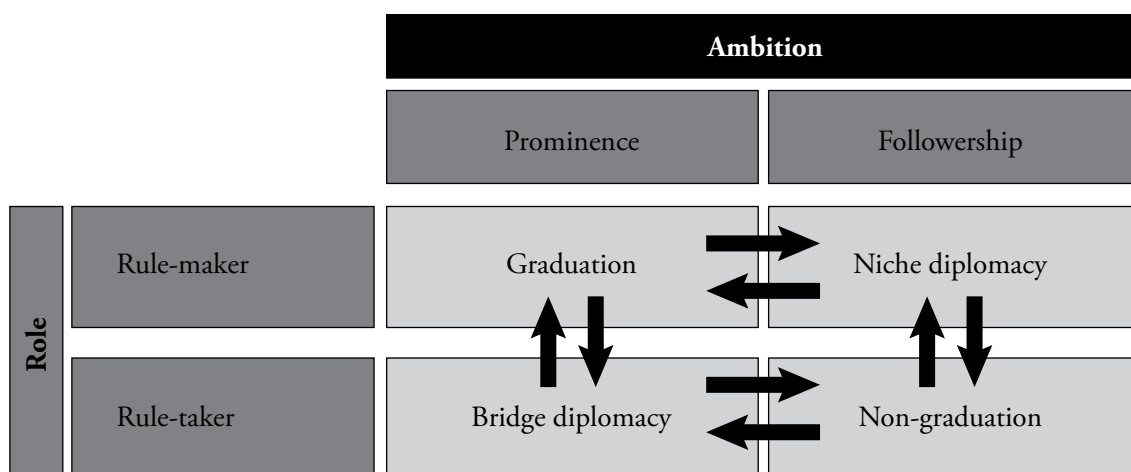 Ambition
Prominence
Followership
Role
Rule-maker
Graduation
Niche diplomacy
Rule-taker
Bridge diplomacy
Non-graduation